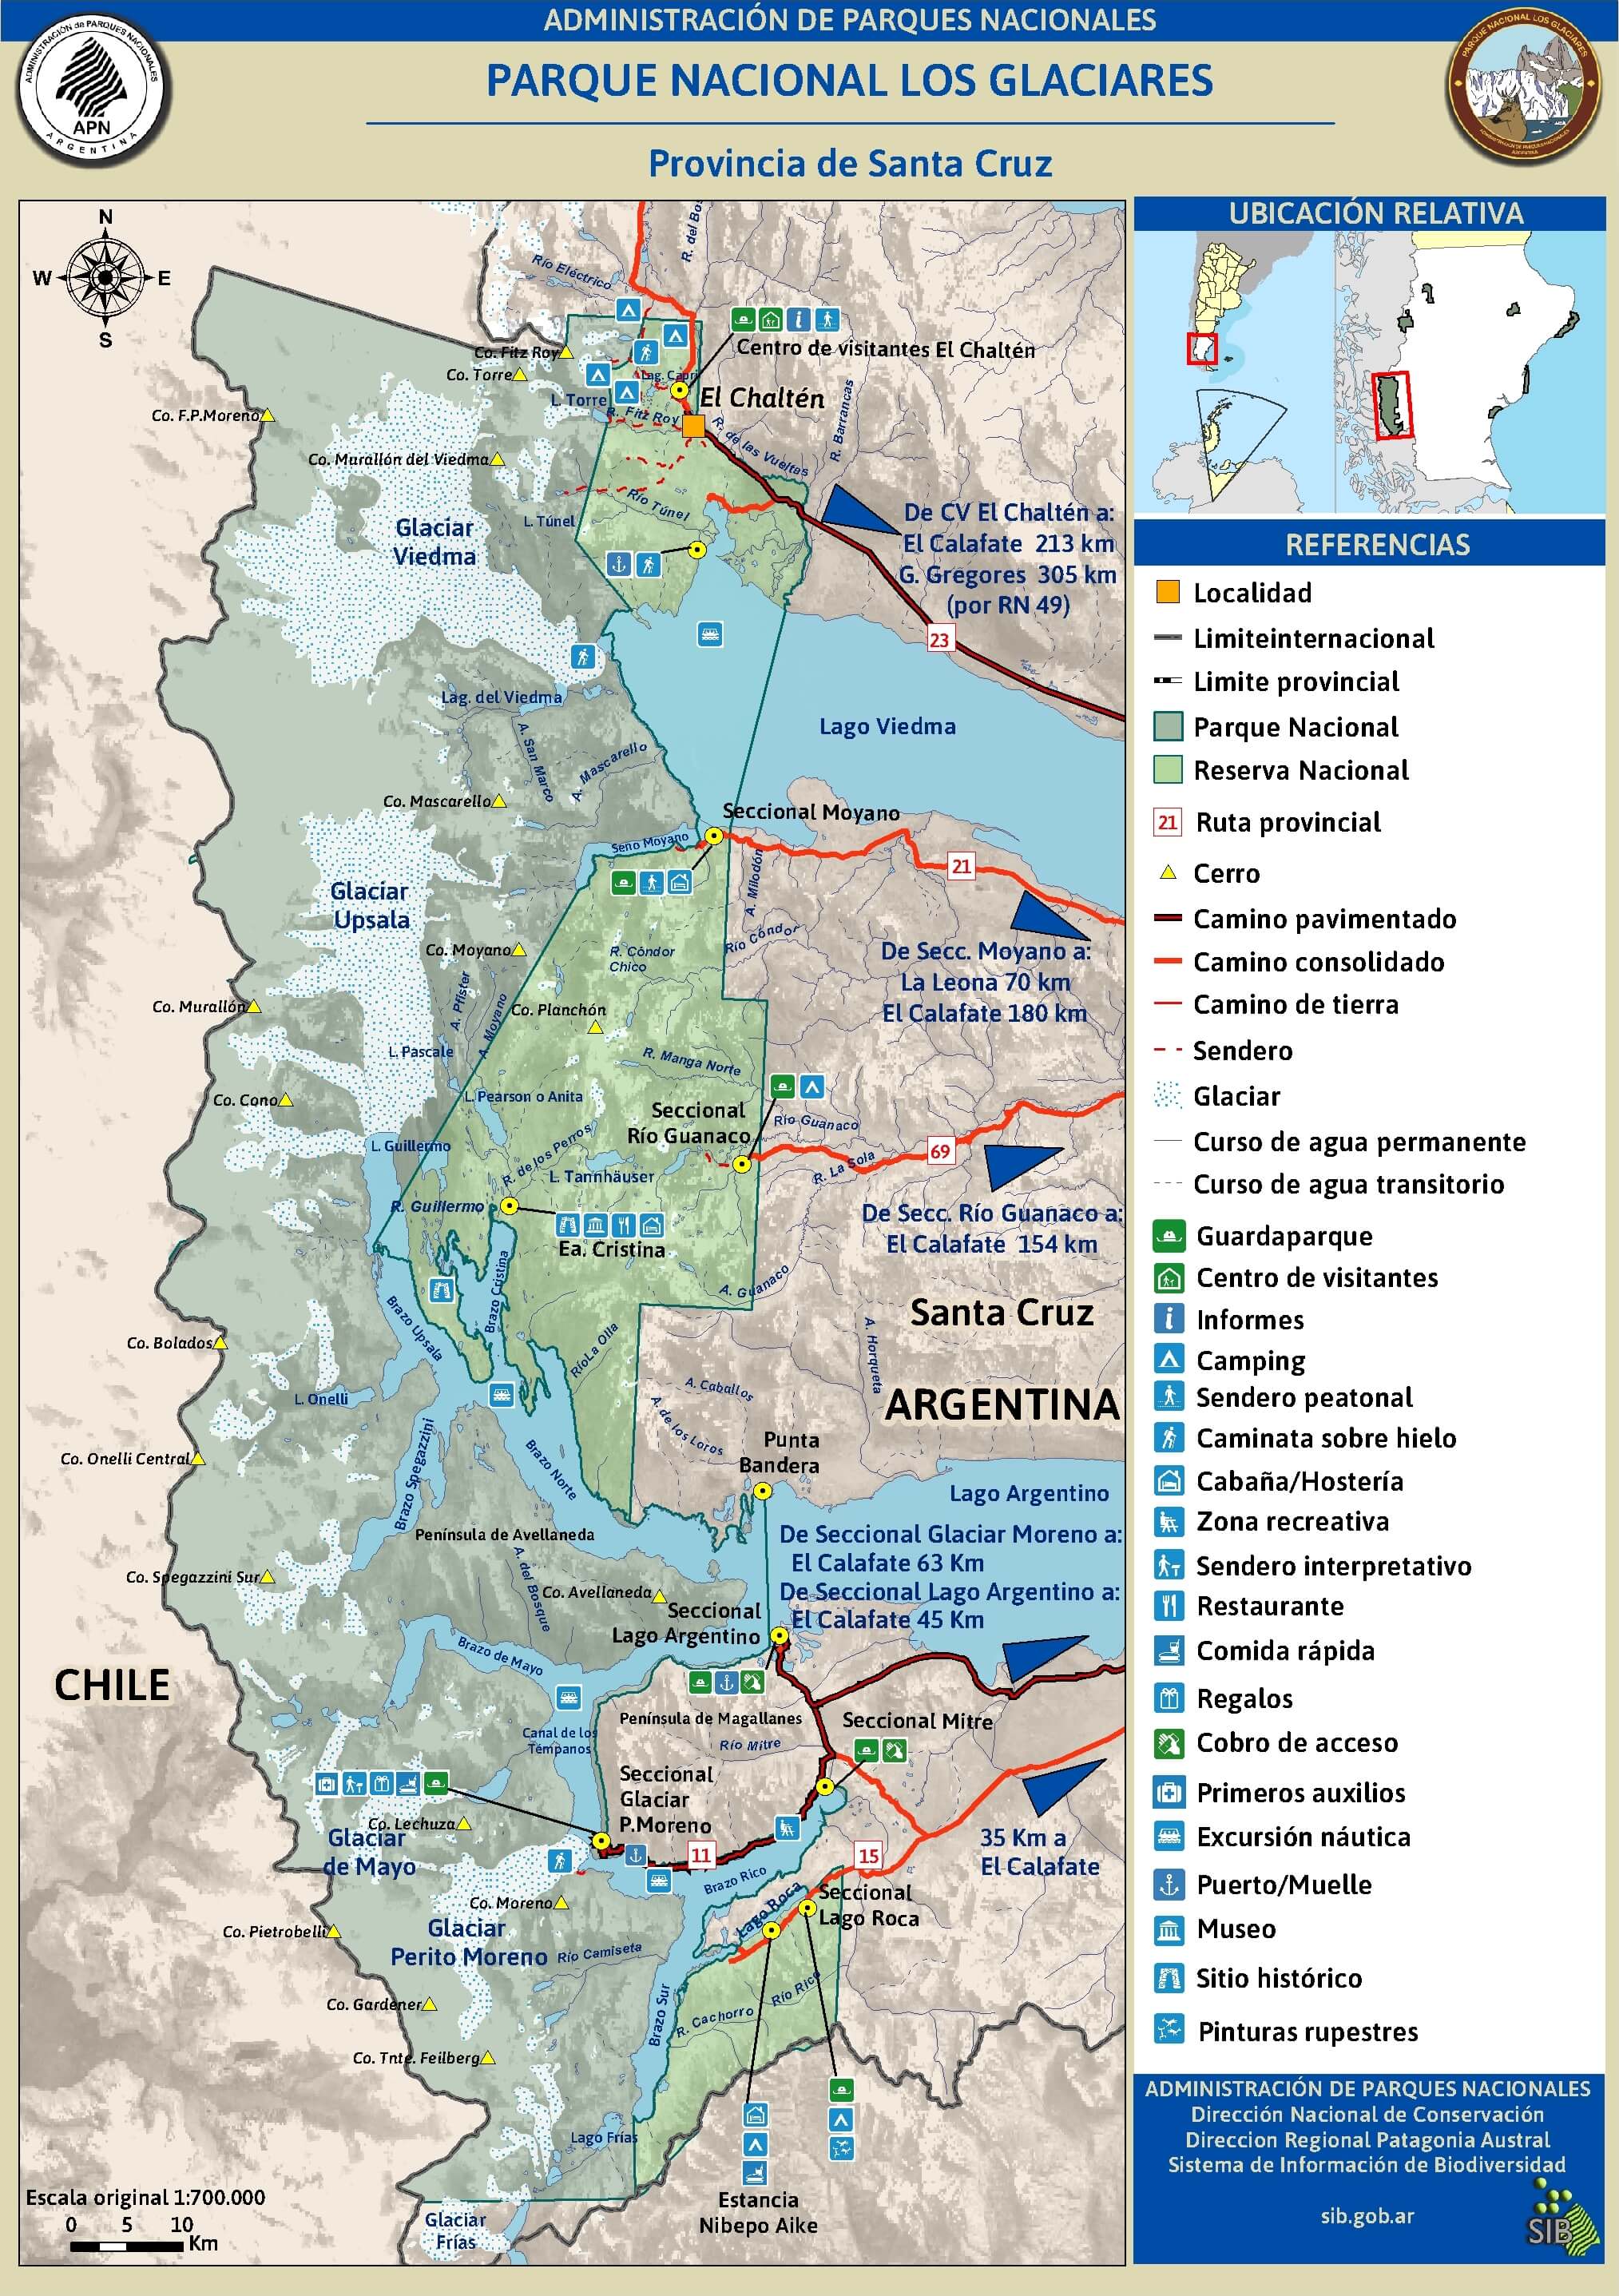 ADMINISTRACIÓN DE PARQUES NACIONALES
PARQUE NACIONAL LOS GLACIARES
Provincia de Santa Cruz
ADMINISTRACIÓN de PARQUES NACIONALES
APN
ARGENTINA
PARQUE NACIONAL LOS GLACIARES
N
W
E
S
Río Eléctrico
R. del Bo
Co. Fitz Roy
Co. Torre
Centro de visitantes El Chaltén
Lag. Capri
L. Torre
El Chaltén
R. Fitz Roy
Co. F.P.Moreno
R. de las Vueltas
R. Barrancas
Co. Murallón del Viedma
Río Túnel
L. Túnel
Glaciar
Viedma
De CV El Chaltén a:
El Calafate 213 km
G. Gregores 305 km
(por RN 49)
23
Lag. del Viedma
A. San Marco
A. Mascarello
Lago Viedma
Co. Mascarello
Seccional Moyano
Seno Moyano
21
A. Milodón
Glaciar
Upsala
Río Cóndor
De Secc. Moyano a:
La Leona 70 km
El Calafate 180 km
Co. Moyano
R. Cóndor
Chico
A. Pfister
A. Moyano
Co. Planchón
Co. Murallón
L. Pascale
R. Manga Norte
Co. Cono
L. Pearson o Anita
Seccional
Río Guanaco
Río Guanaco
69
R. La Sola
L. Guillermo
R. de los Perros
L. Tannhäuser
R. Guillermo
De Secc. Río Guanaco a:
El Calafate 154 km
Ea. Cristina
A. Guanaco
Brazo Cristina
Brazo Upsala
Santa Cruz
Co. Bolados
Río La Olla
A. Horqueta
A. Caballos
L. Onelli
ARGENTINA
A. de los Loros
Co. Onelli Central
Brazo Spegazzini
Brazo Norte
Punta
Bandera
Lago Argentino
Península de Avellaneda
De Seccional Glaciar Moreno a:
El Calafate 63 Km
De Seccional Lago Argentino a:
El Calafate 45 Km
A. del Bosque
Co. Spegazzini Sur
Co. Avellaneda
Seccional
Lago Argentino
Brazo de Mayo
CHILE
Península de Magallanes
Seccional Mitre
Canal de los
Témpanos
Río Mitre
Seccional
Glaciar
P.Moreno
Co. Lechuza
Glaciar
de Mayo
11
15
35 Km a
El Calafate
Brazo Rico
Lago Roca
Seccional
Lago Roca
Co. Moreno
Co. Pietrobelli
Glaciar
Perito Moreno
Río Camiseta
Co. Gardener
Brazo Sur
R. Cachorro
Río Rico
Co. Tnte. Feilberg
Lago Frías
Estancia
Nibepo Aike
Glaciar
Frías
Escala original 1:700.000
0 5 10
Km
UBICACIÓN RELATIVA
REFERENCIAS
Localidad
Limiteinternacional
Limite provincial
Parque Nacional
Reserva Nacional
21 Ruta provincial
Cerro
Camino pavimentado
Camino consolidado
Camino de tierra
Sendero
Glaciar
Curso de agua permanente
Curso de agua transitorio
Guardaparque
Centro de visitantes
Informes
Camping
Sendero peatonal
Caminata sobre hielo
Cabaña/Hostería
Zona recreativa
Sendero interpretativo
Restaurante
Comida rápida
Regalos
Cobro de acceso
Primeros auxilios
Excursión náutica
Puerto/Muelle
Museo
Sitio histórico
Pinturas rupestres
ADMINISTRACIÓN DE PARQUES NACIONALES
Dirección Nacional de Conservación
Direccion Regional Patagonia Austral
Sistema de Información de Biodiversidad
sib.gob.ar
SIB